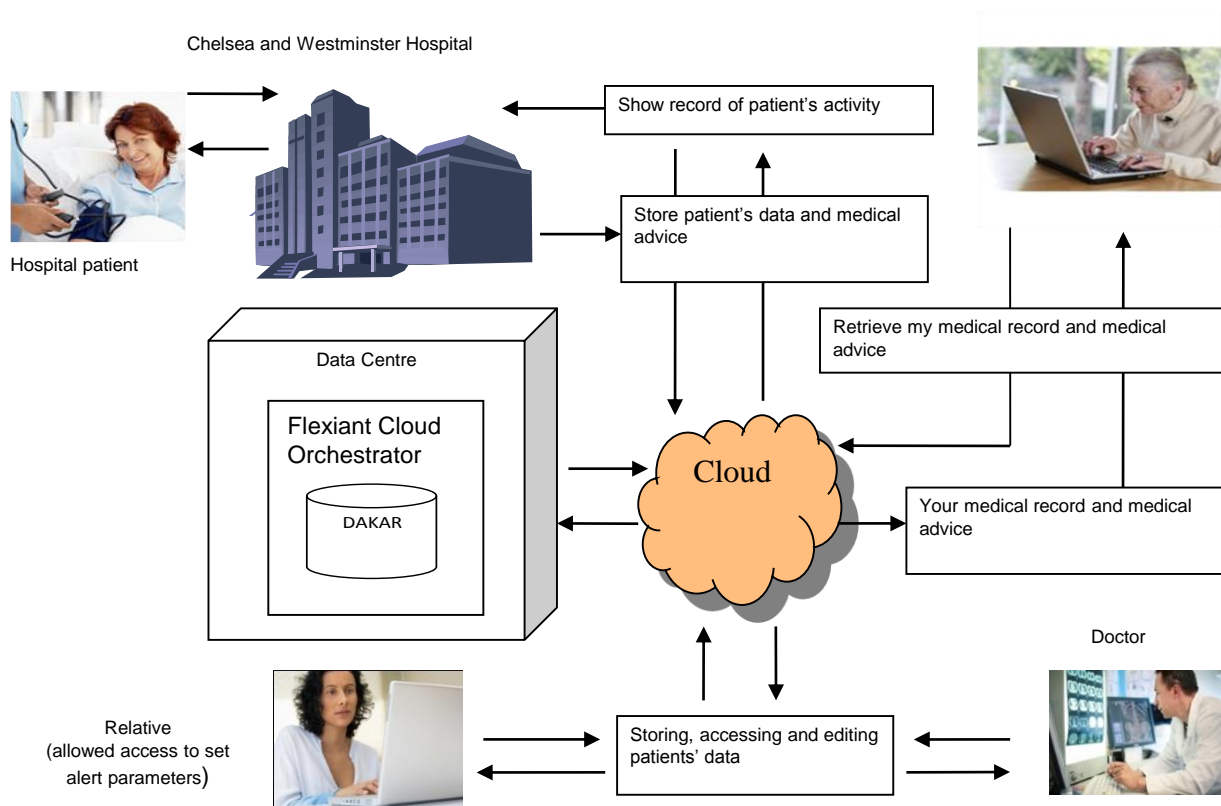 Chelsea and Westminster Hospital
Hospital patient
Show record of patient’s activity
Store patient’s data and medical
advice
Retrieve my medical record and medical
advice
Data Centre
Flexiant Cloud
Orchestrator
DAKAR
Cloud
Your medical record and medical
advice
Doctor
Relative
(allowed access to set
alert parameters)
Storing, accessing and editing
patients’ data